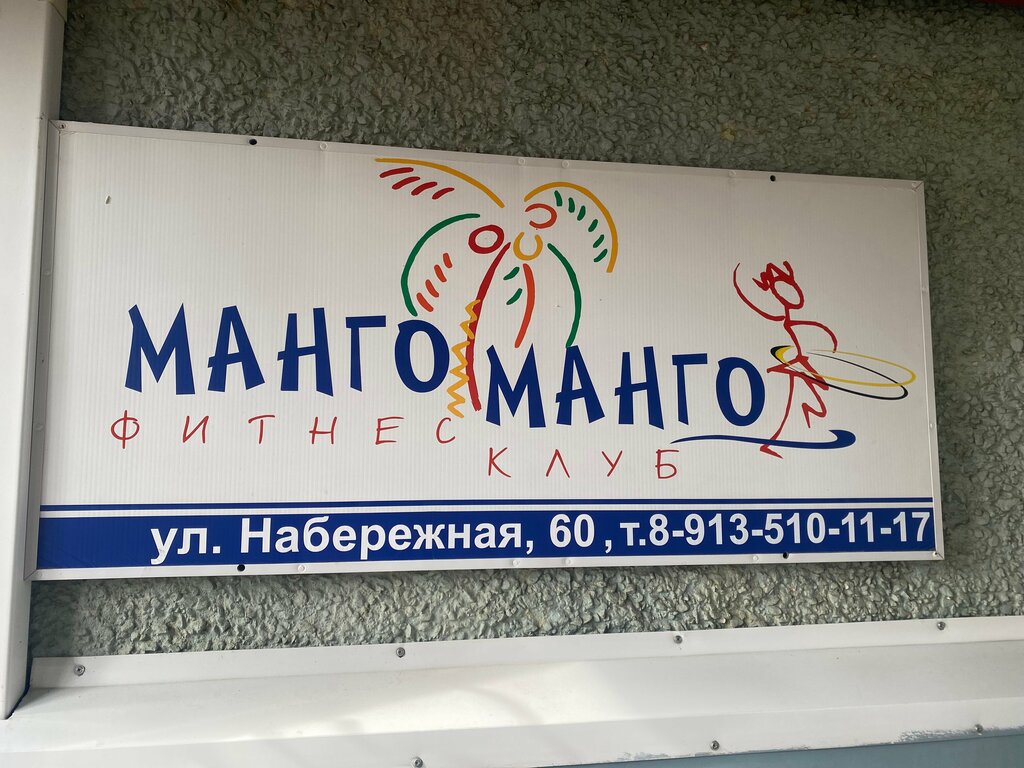 МАНГО МАНГО
ФИТНЕС
КЛУБ
ул. Набережная, 60 , т.8-913-510-11-17